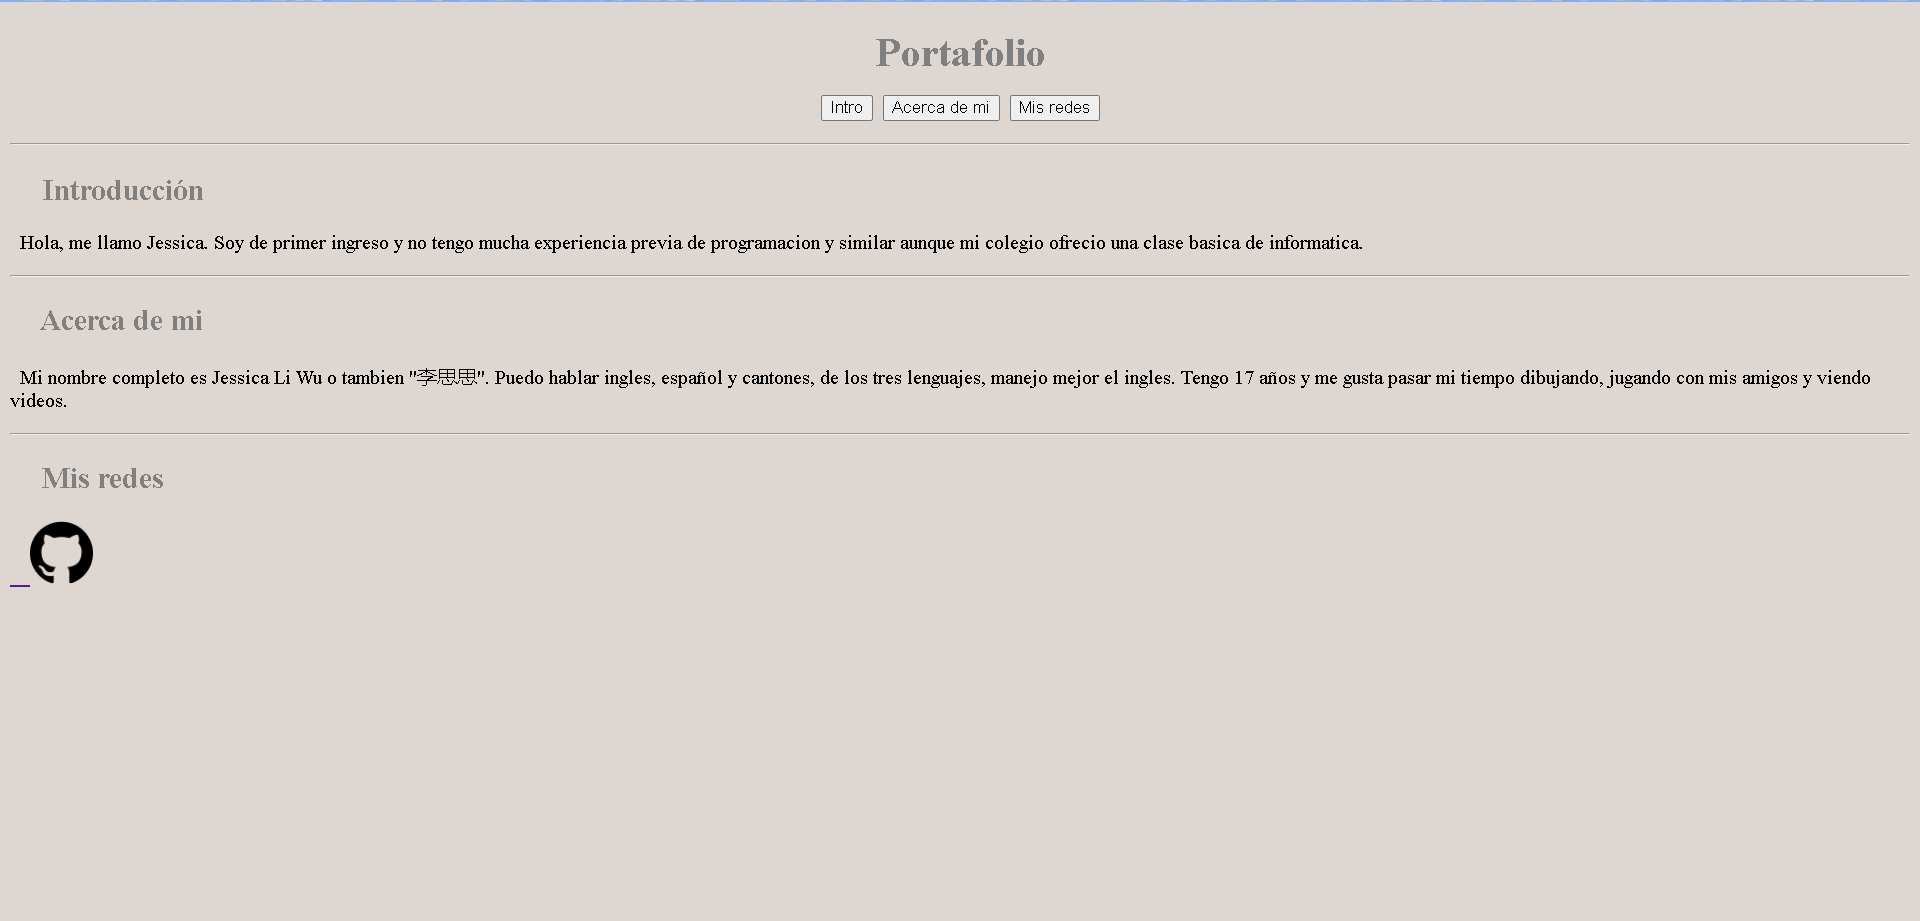 Portafolio
Intro Acerca de mi Mis redes
Introducción
Hola, me llamo Jessica. Soy de primer ingreso y no tengo mucha experiencia previa de programacion y similar aunque mi colegio ofrecio una clase basica de informatica.
Acerca de mi
Mi nombre completo es Jessica Li Wu o tambien "李思思". Puedo hablar ingles, español y cantones, de los tres lenguajes, manejo mejor el ingles. Tengo 17 años y me gusta pasar mi tiempo dibujando, jugando con mis amigos y viendo
videos.
Mis redes